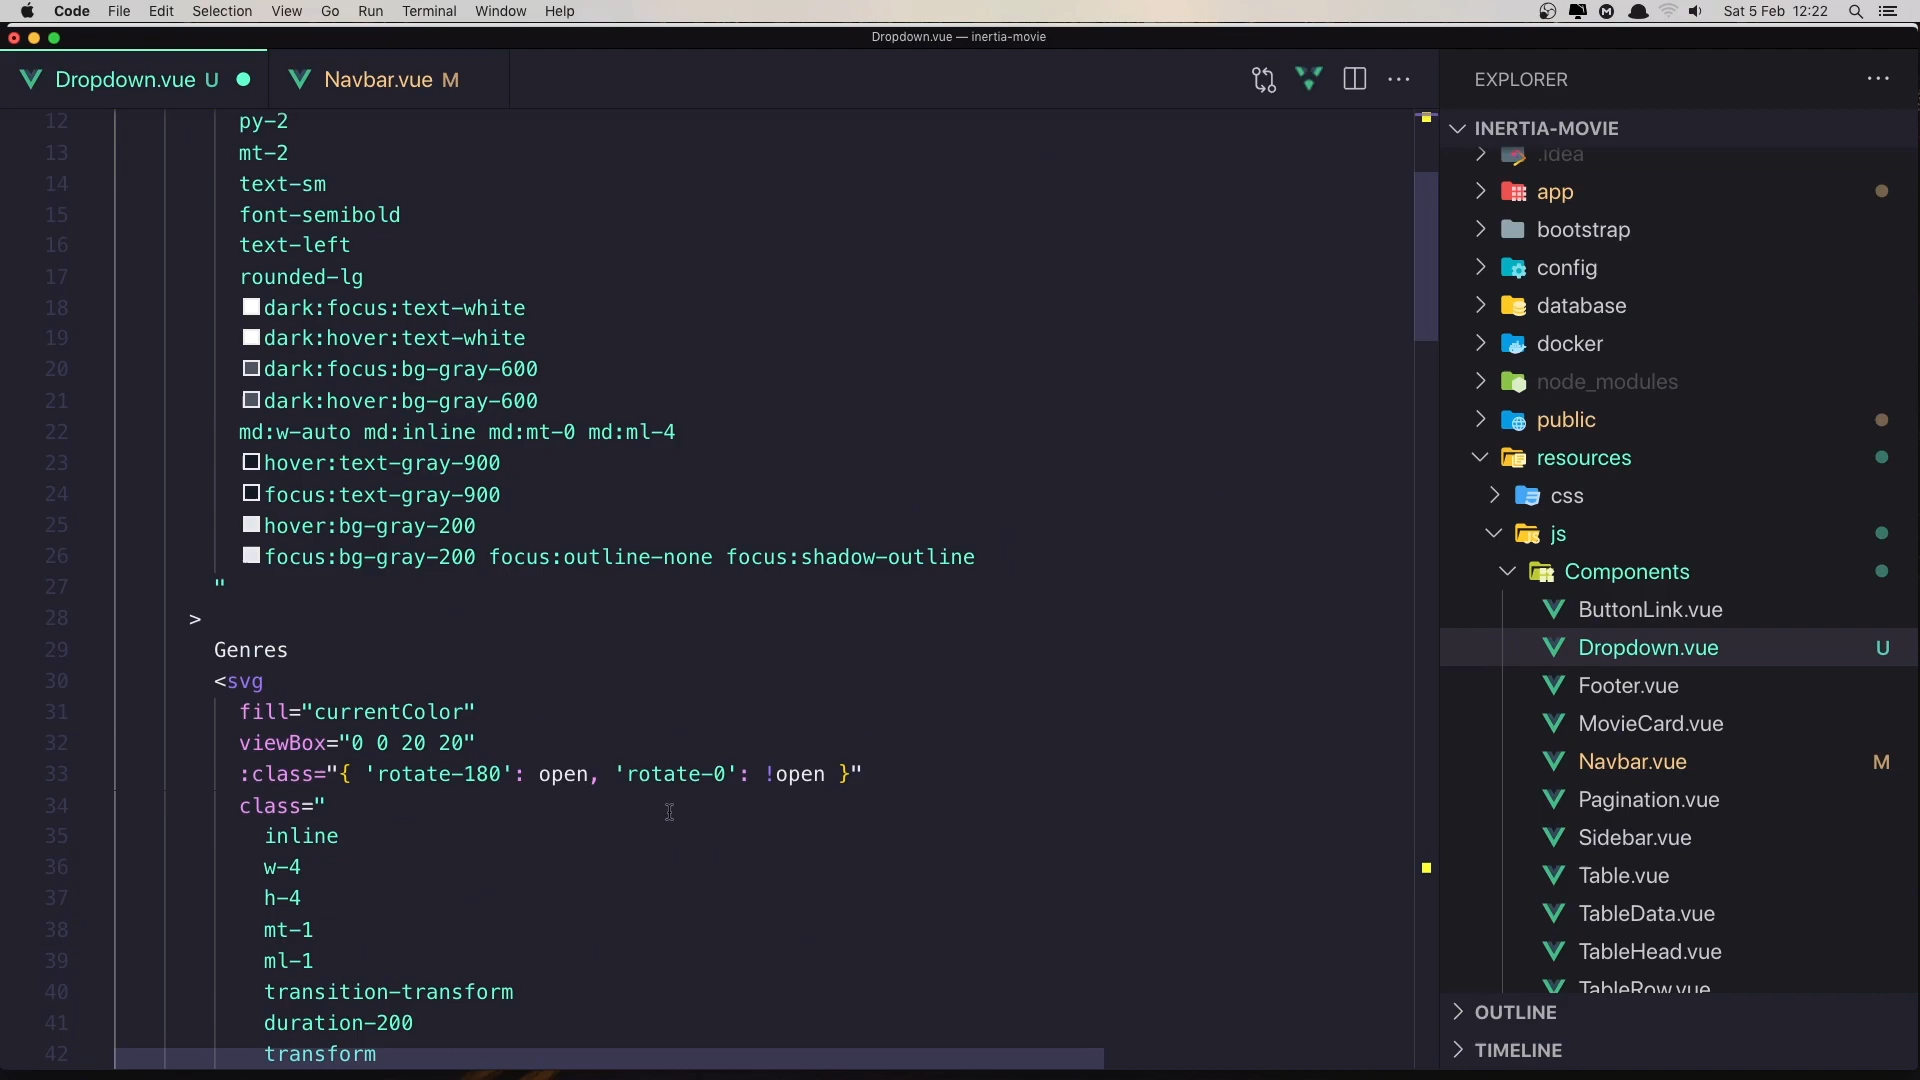 Code File Edit Selection View Go Run Terminal Window Help
Sat 5 Feb 12:22
Dropdown.vue — inertia-movie
Dropdown.vue U
Navbar.vue M
12 py-2
13 mt-2
14 text-sm
15 font-semibold
16 text-left
17 rounded-lg
18 dark:focus:text-white
19 dark:hover:text-white
20 dark:focus:bg-gray-600
21 dark:hover:bg-gray-600
22 md:w-auto md:inline md:mt-0 md:ml-4
23 hover:text-gray-900
24 focus:text-gray-900
25 hover:bg-gray-200
26 focus:bg-gray-200 focus:outline-none focus:shadow-outline
27 "
28 >
29 Genres
30 <svg
31 fill="currentColor"
32 viewBox="0 0 20 20"
33 :class="{ 'rotate-180': open, 'rotate-0': !open }"
34 class="
35 inline
36 w-4
37 h-4
38 mt-1
39 ml-1
40 transition-transform
41 duration-200
42 transform
EXPLORER
INERTIA-MOVIE
.idea
app
bootstrap
config
database
docker
node_modules
public
resources
css
js
Components
ButtonLink.vue
Dropdown.vue U
Footer.vue
MovieCard.vue
Navbar.vue M
Pagination.vue
Sidebar.vue
Table.vue
TableData.vue
TableHead.vue
TableRow.vue
OUTLINE
TIMELINE